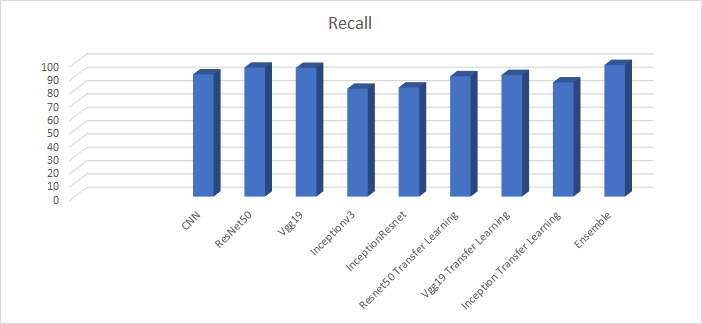 Recall
100
90
80
70
60
50
40
30
20
10
0
CNN
ResNet50
Vgg19
Inceptionv3
InceptionResnet
Resnet50 Transfer Learning
Vgg19 Transfer Learning
Inception Transfer Learning
Ensemble